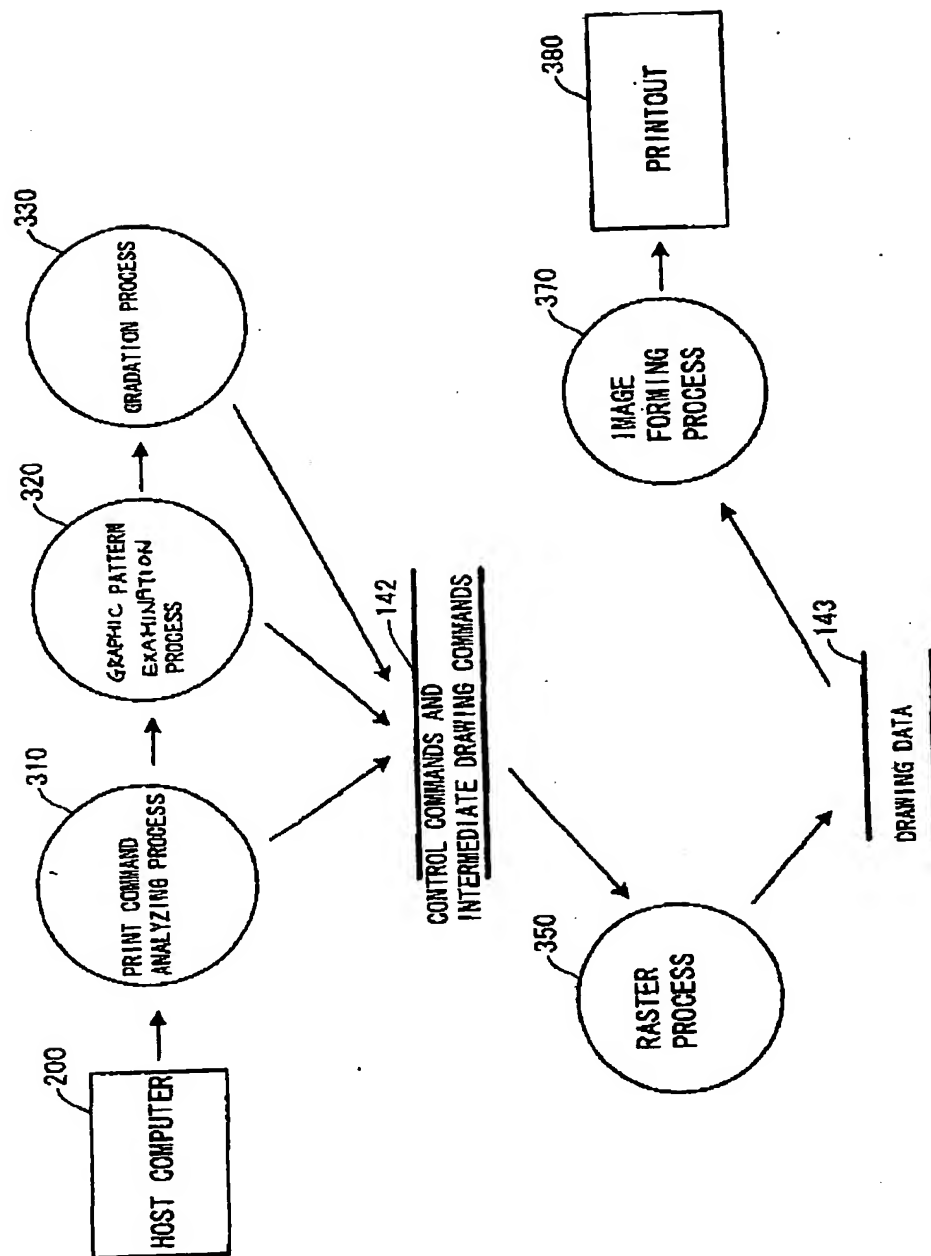 200
HOST COMPUTER
310
PRINT COMMAND
ANALYZING PROCESS
320
GRAPHIC PATTERN
EXAMINATION
PROCESS
330
GRADATION PROCESS
142
CONTROL COMMANDS AND
INTERMEDIATE DRAWING COMMANDS
350
RASTER
PROCESS
143
DRAWING DATA
370
IMAGE
FORMING
PROCESS
380
PRINTOUT